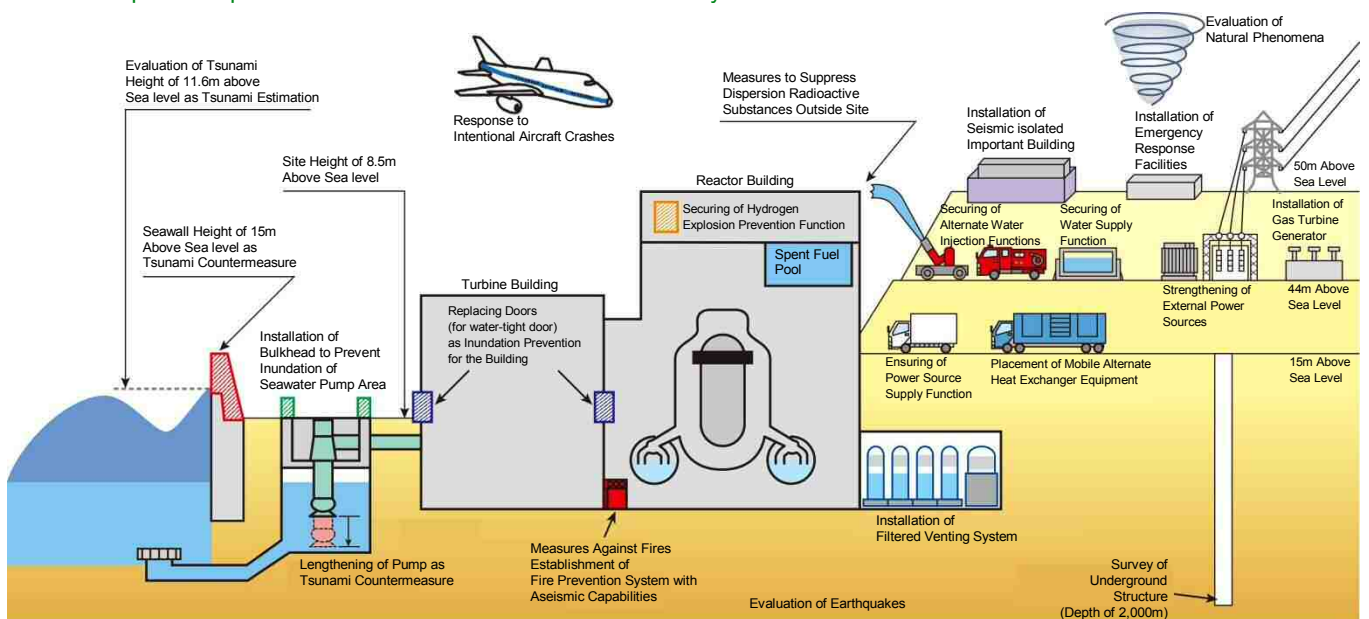 Evaluation of Tsunami
Height of 11.6m above
Sea level as Tsunami Estimation
Response to
Intentional Aircraft Crashes
Measures to Suppress
Dispersion Radioactive
Substances Outside Site
Evaluation of
Natural Phenomena
Installation of
Seismic isolated
Important Building
Installation of
Emergency
Response
Facilities
50m Above
Sea Level
Site Height of 8.5m
Above Sea level
Seawall Height of 15m
Above Sea level as
Tsunami Countermeasure
Reactor Building
Securing of Hydrogen
Explosion Prevention Function
Spent Fuel
Pool
Securing of
Alternate Water
Injection Functions
Securing of
Water Supply
Function
Installation of
Gas Turbine
Generator
Strengthening of
External Power
Sources
44m Above
Sea Level
Turbine Building
Replacing Doors
(for water-tight door)
as Inundation Prevention
for the Building
Installation of
Bulkhead to Prevent
Inundation of
Seawater Pump Area
Ensuring of
Power Source
Supply Function
Placement of Mobile Alternate
Heat Exchanger Equipment
15m Above
Sea Level
Installation of
Filtered Venting System
Lengthening of Pump as
Tsunami Countermeasure
Measures Against Fires
Establishment of
Fire Prevention System with
Aseismic Capabilities
Evaluation of Earthquakes
Survey of
Underground
Structure
(Depth of 2,000m)